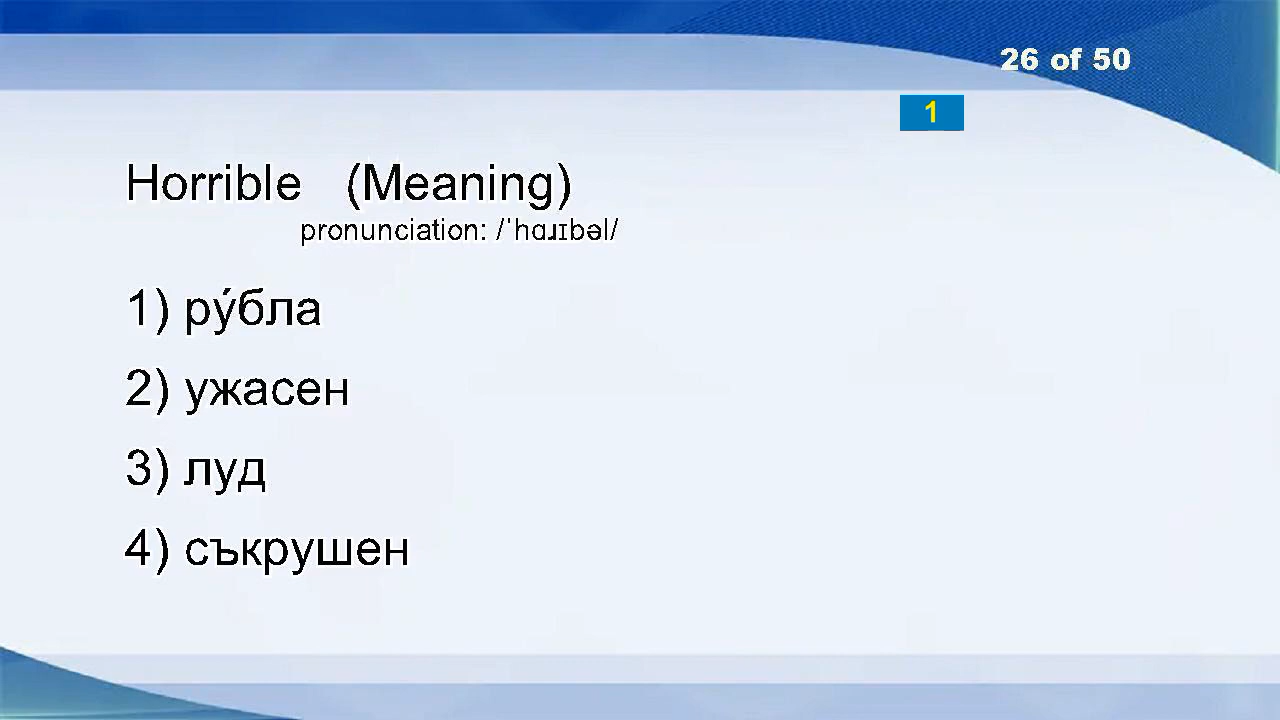 26 of 50
1
Horrible (Meaning)
pronunciation: /ˈhɑɹɪbəl/
1) ру́бла
2) ужасен
3) луд
4) съкрушен